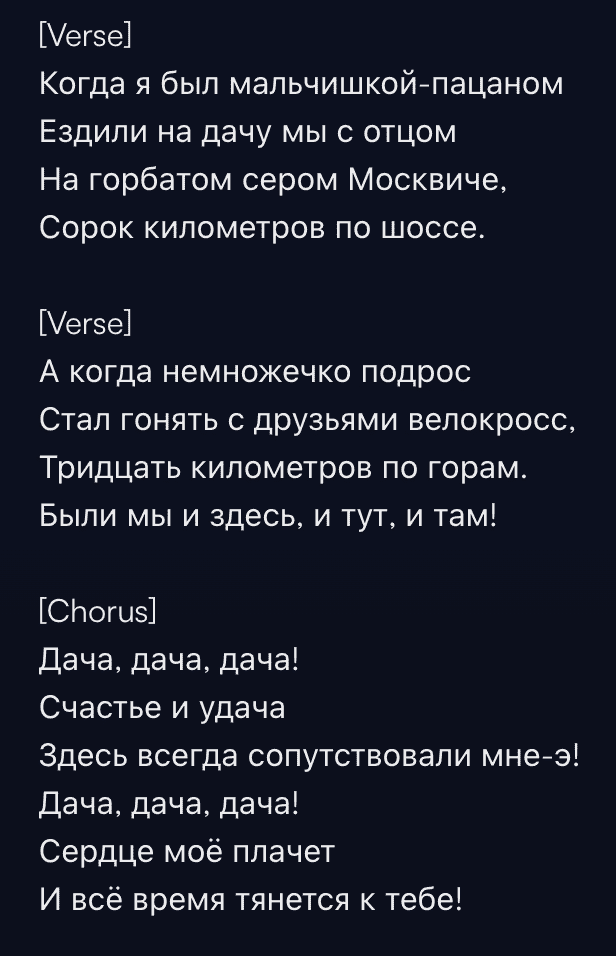 [Verse]
Когда я был мальчишкой-пацаном
Ездили на дачу мы с отцом
На горбатом сером Москвиче,
Сорок километров по шоссе.
[Verse]
А когда немножечко подрос
Стал гонять с друзьями велокросс,
Тридцать километров по горам.
Были мы и здесь, и тут, и там!
[Chorus]
Дача, дача, дача!
Счастье и удача
Здесь всегда сопутствовали мне-э!
Дача, дача, дача!
Сердце моё плачет
И всё время тянется к тебе!